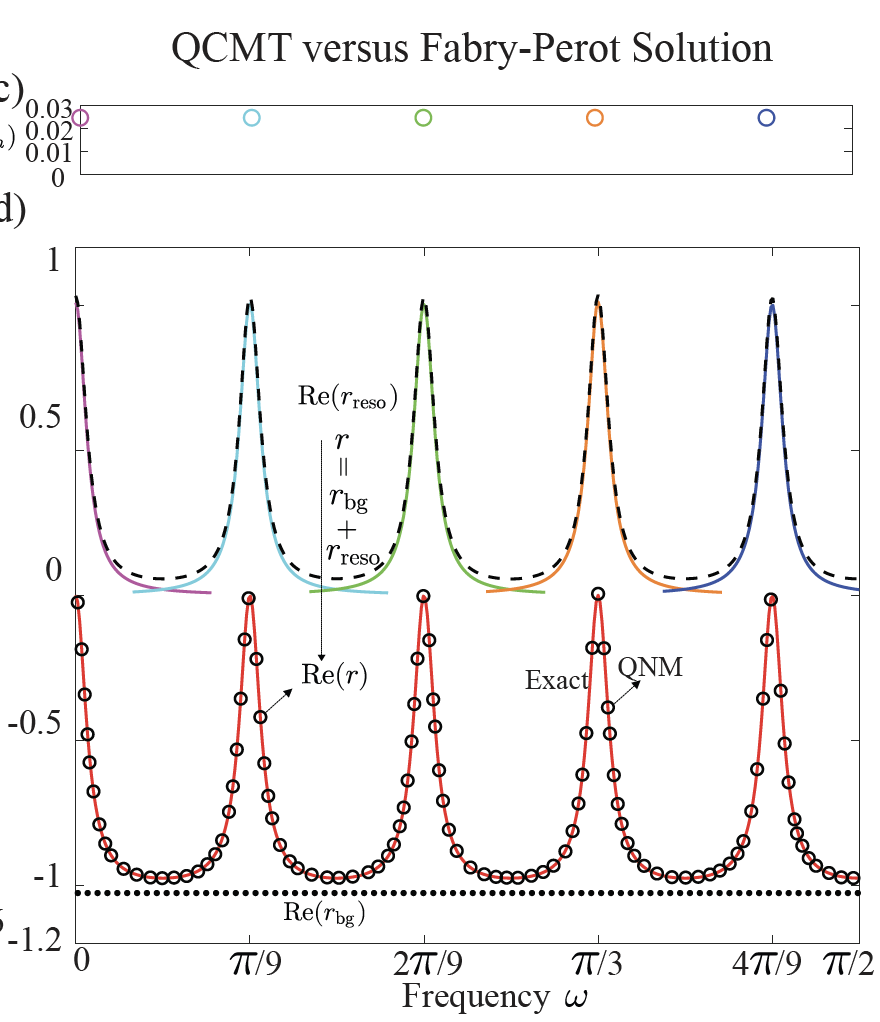 QCMT versus Fabry-Perot Solution
c)
0.03
0.02
0.01
0
d)
1
0.5
0
-0.5
-1
-1.2
Re(r_reso)
r
=
r_bg
+
r_reso
Re(r)
Exact
QNM
Re(r_bg)
0 π/9 2π/9 π/3 4π/9 π/2
Frequency ω